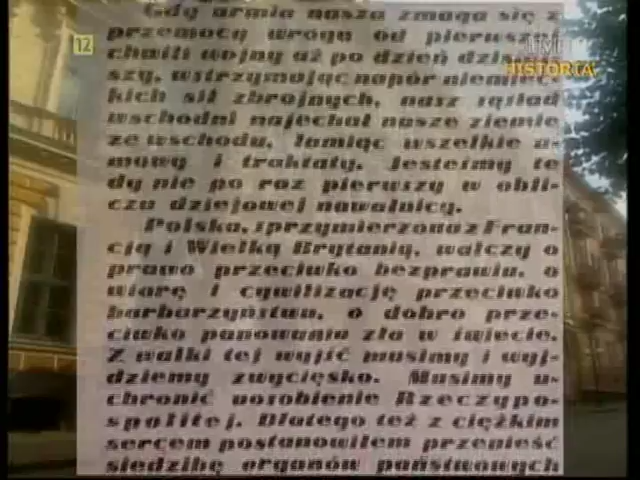 Gdy armia nasza zmaga się z
przemocą wroga od pierwszej
chwili wojny aż po dzień dzisiej-
szy, wstrzymując napór niemiec-
kich sił zbrojnych, nasz sąsiad
wschodni najechał nasze ziemie
ze wschodu, łamiąc wszelkie u-
mowy i traktaty. Jesteśmy te
dy nie po raz pierwszy w obli-
czu dziejowej nawałnicy.
Polska, sprzymierzona z Fran-
cją i Wielką Brytanią, walczy o
prawo przeciwko bezprawiu, o
wiarę i cywilizację przeciwko
barbarzyństwu, o dobro prze-
ciwko panowaniu zła w świecie.
Z walki tej wyjść musimy i wyj-
dziemy zwycięsko. Musimy u-
chronić uosobienie Rzeczypo-
spolitej. Dlatego też z ciężkim
sercem postanowiłem przenieść
siedzibę organów państwowych
12
TVP
HISTORIA